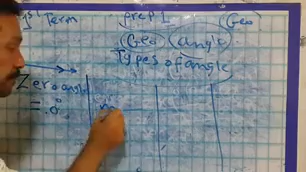 1st Term prep 1 Geo
Geo angle
Types of angle
Zero angle
= 0°